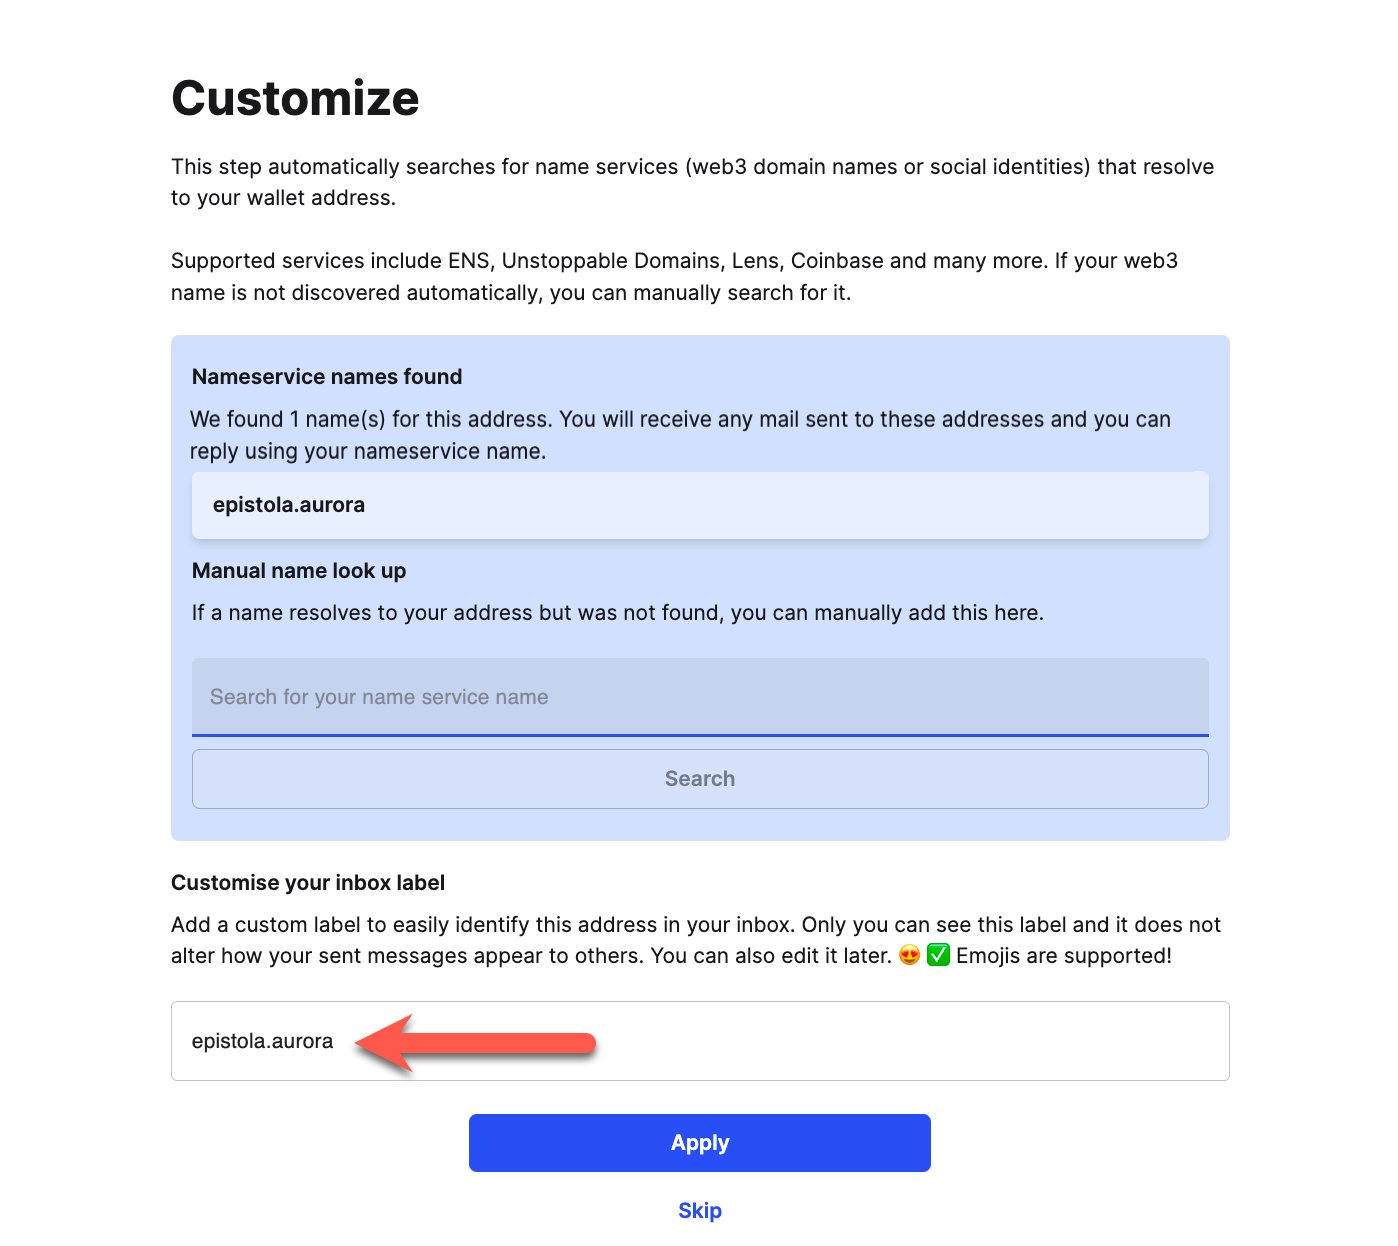 Customize
This step automatically searches for name services (web3 domain names or social identities) that resolve
to your wallet address.
Supported services include ENS, Unstoppable Domains, Lens, Coinbase and many more. If your web3
name is not discovered automatically, you can manually search for it.
Nameservice names found
We found 1 name(s) for this address. You will receive any mail sent to these addresses and you can
reply using your nameservice name.
epistola.aurora
Manual name look up
If a name resolves to your address but was not found, you can manually add this here.
Search for your name service name
Search
Customise your inbox label
Add a custom label to easily identify this address in your inbox. Only you can see this label and it does not
alter how your sent messages appear to others. You can also edit it later. 😍 ✅ Emojis are supported!
epistola.aurora
Apply
Skip